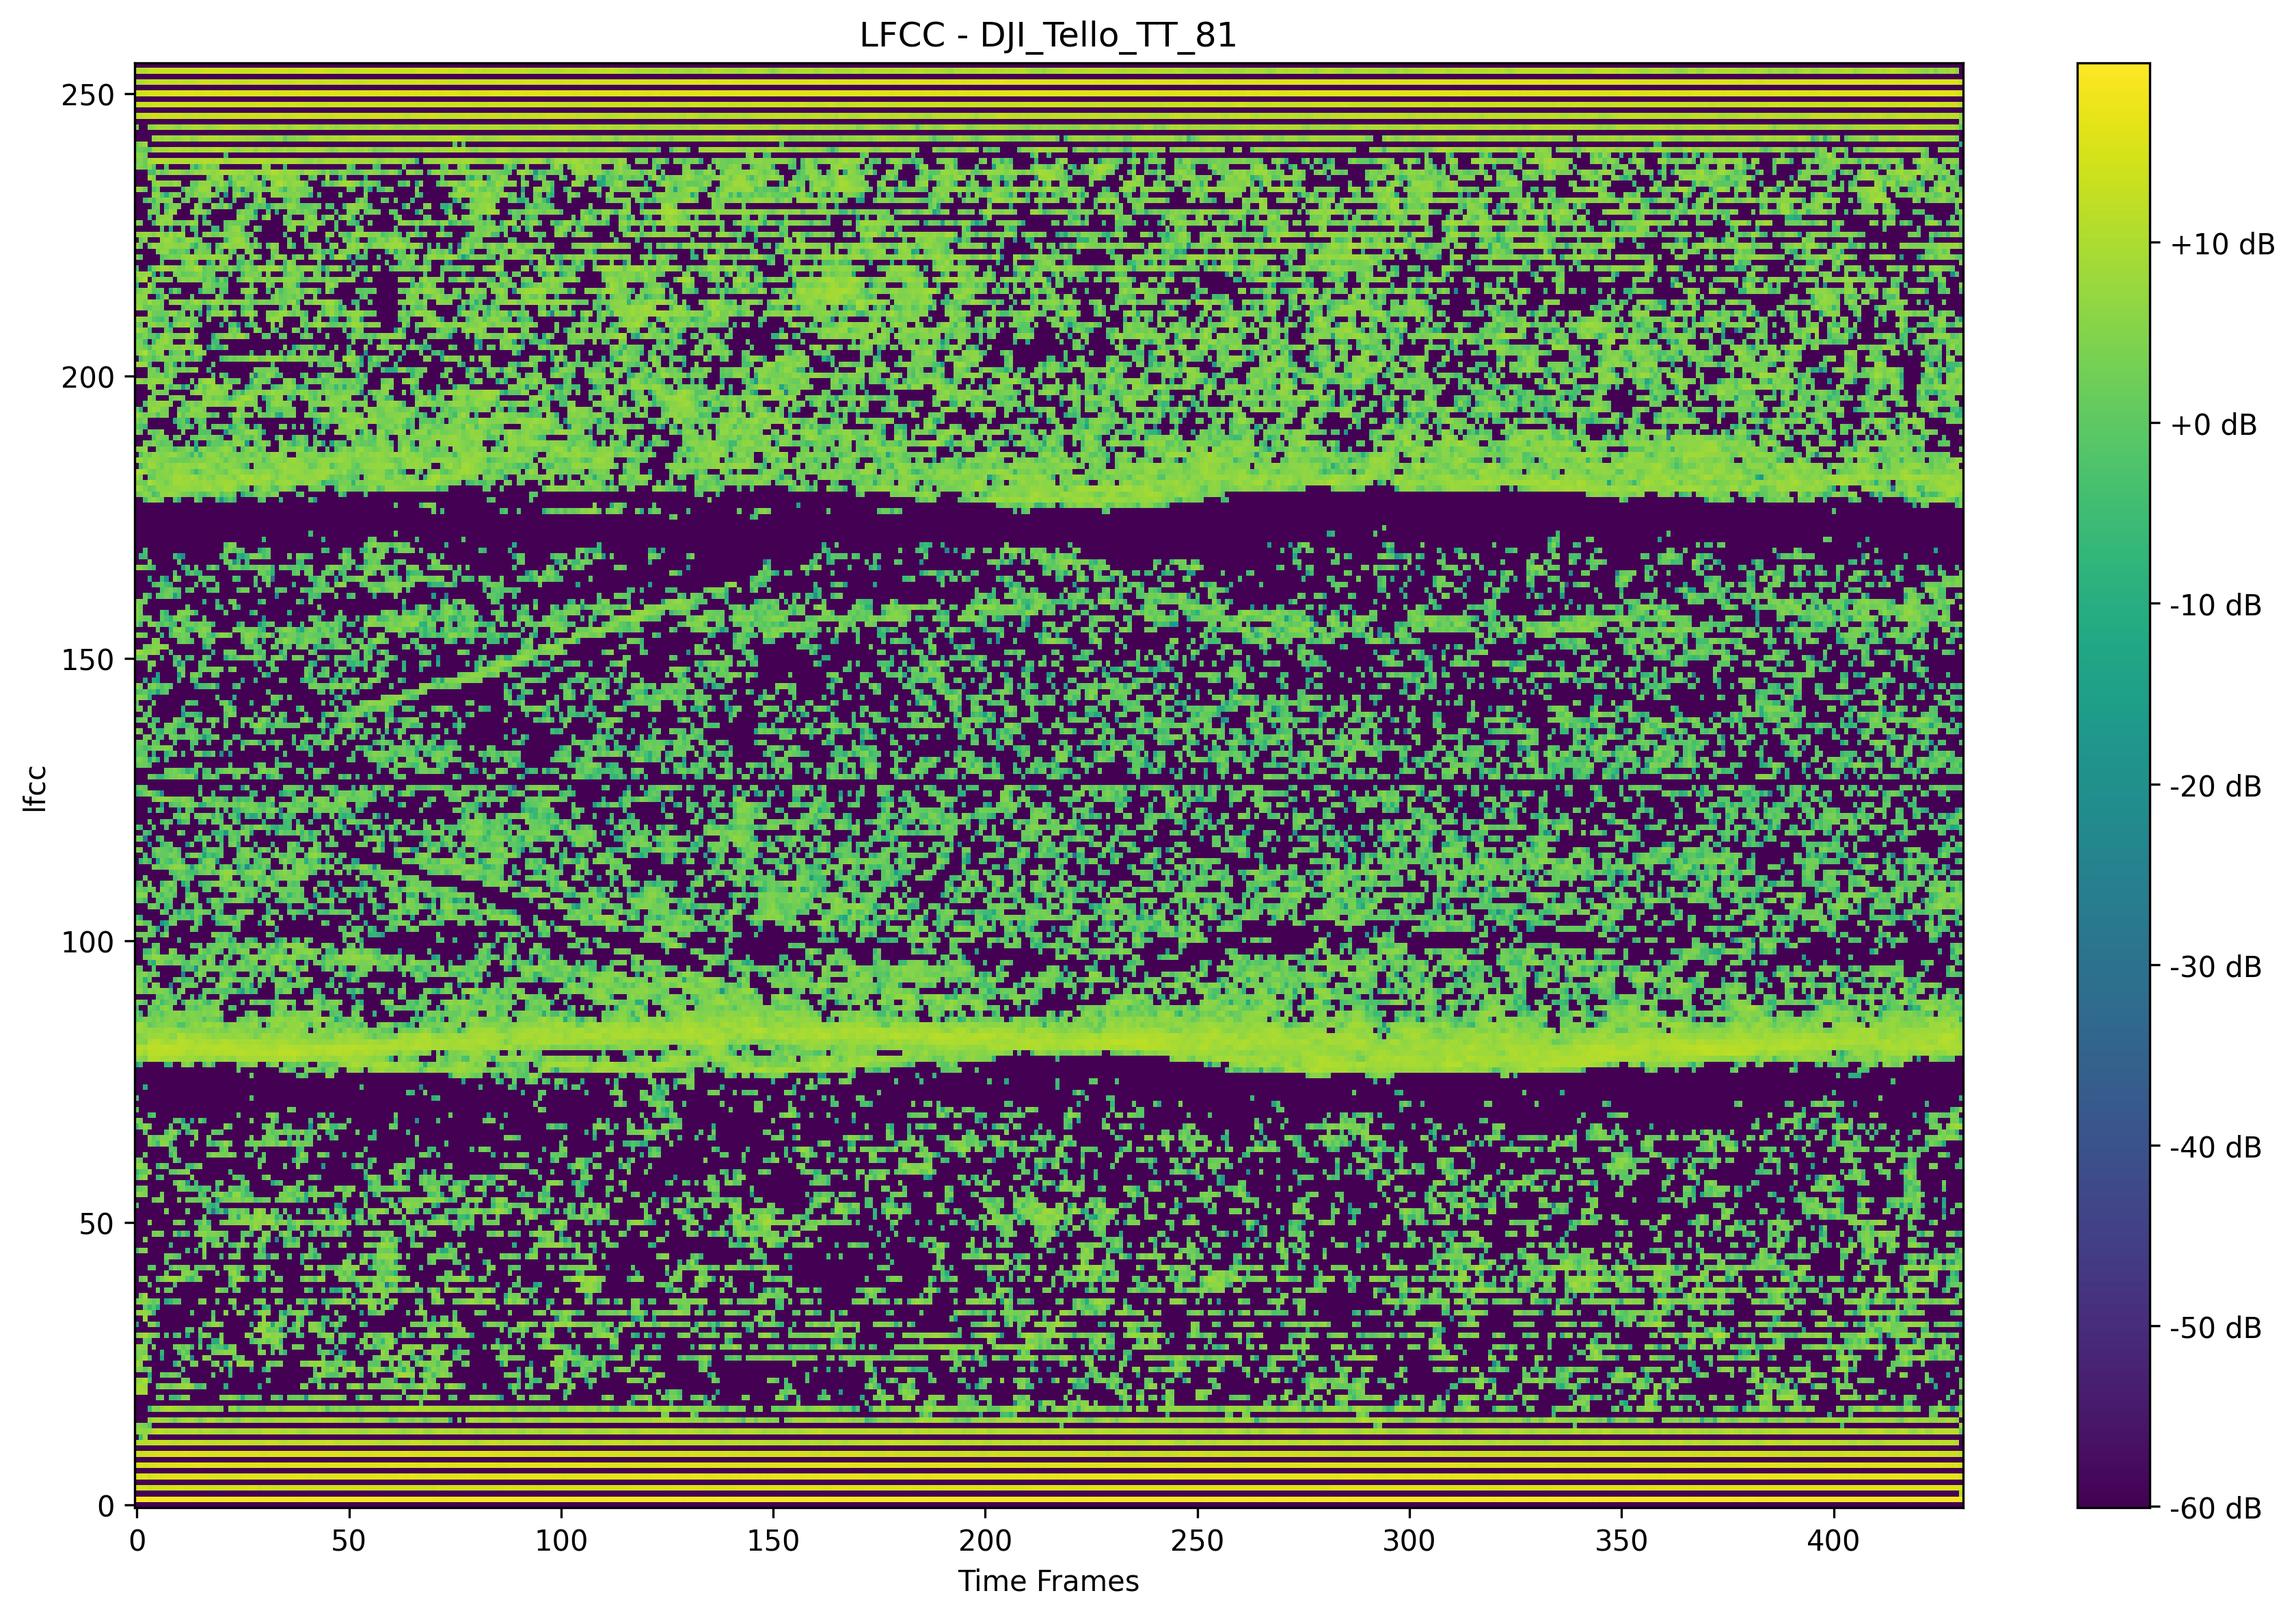 LFCC - DJI_Tello_TT_81
250
200
150
100
50
0
lfcc
0 50 100 150 200 250 300 350 400
Time Frames
+10 dB
+0 dB
-10 dB
-20 dB
-30 dB
-40 dB
-50 dB
-60 dB